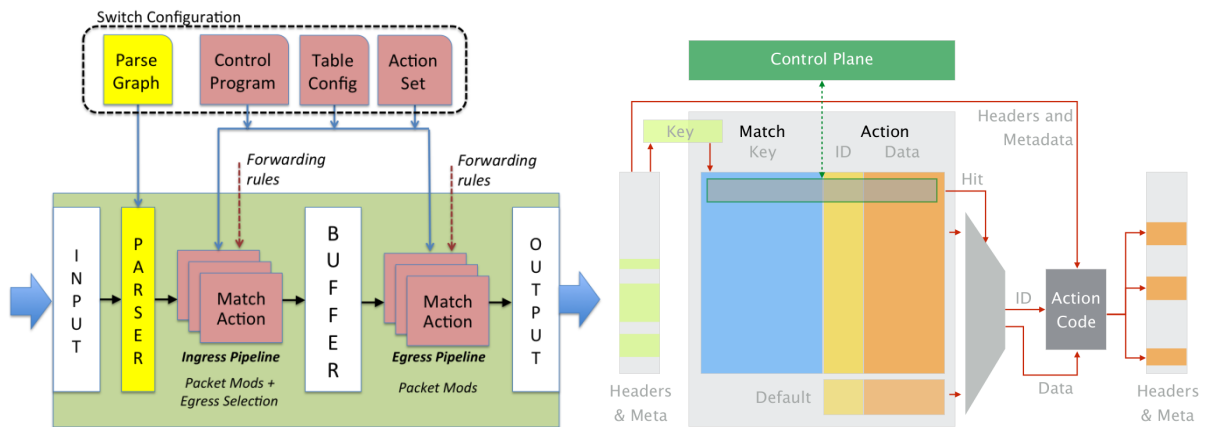 Switch Configuration
Parse
Graph
Control
Program
Table
Config
Action
Set
Forwarding
rules
Forwarding
rules
I
N
P
U
T
P
A
R
S
E
R
Match
Action
Ingress Pipeline
Packet Mods +
Egress Selection
B
U
F
F
E
R
Match
Action
Egress Pipeline
Packet Mods
O
U
T
P
U
T
Control Plane
Key
Match
Action
Key
ID
Data
Headers and
Metadata
Hit
ID
Action
Code
Data
Default
Headers
& Meta
Headers
& Meta